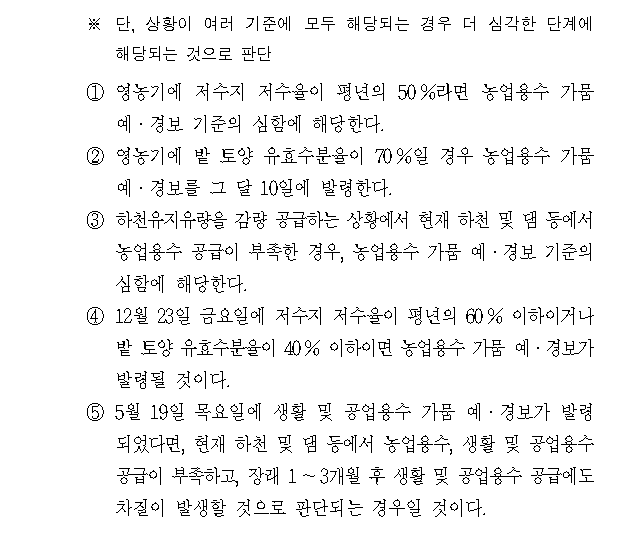 ※ 단, 상황이 여러 기준에 모두 해당되는 경우 더 심각한 단계에
해당되는 것으로 판단
① 영농기에 저수지 저수율이 평년의 50%라면 농업용수 가뭄
예·경보 기준의 심함에 해당한다.
② 영농기에 밭 토양 유효수분율이 70%일 경우 농업용수 가뭄
예·경보를 그 달 10일에 발령한다.
③ 하천유지유량을 감량 공급하는 상황에서 현재 하천 및 댐 등에서
농업용수 공급이 부족한 경우, 농업용수 가뭄 예·경보 기준의
심함에 해당한다.
④ 12월 23일 금요일에 저수지 저수율이 평년의 60% 이하이거나
밭 토양 유효수분율이 40% 이하이면 농업용수 가뭄 예·경보가
발령될 것이다.
⑤ 5월 19일 목요일에 생활 및 공업용수 가뭄 예·경보가 발령
되었다면, 현재 하천 및 댐 등에서 농업용수, 생활 및 공업용수
공급이 부족하고, 장래 1～3개월 후 생활 및 공업용수 공급에도
차질이 발생할 것으로 판단되는 경우일 것이다.